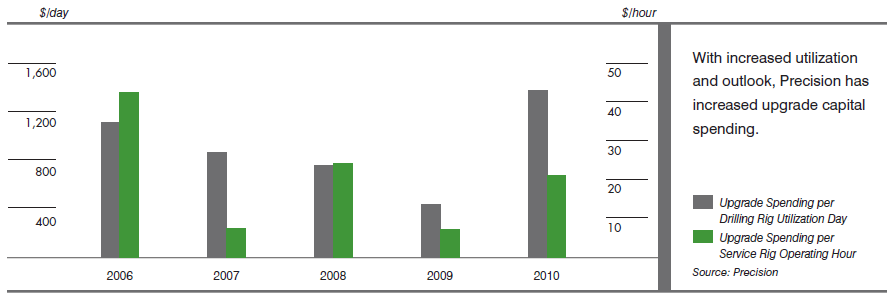 $/day
$/hour
1,600
1,200
800
400
50
40
30
20
10
2006 2007 2008 2009 2010
With increased utilization
and outlook, Precision has
increased upgrade capital
spending.
Upgrade Spending per
Drilling Rig Utilization Day
Upgrade Spending per
Service Rig Operating Hour
Source: Precision